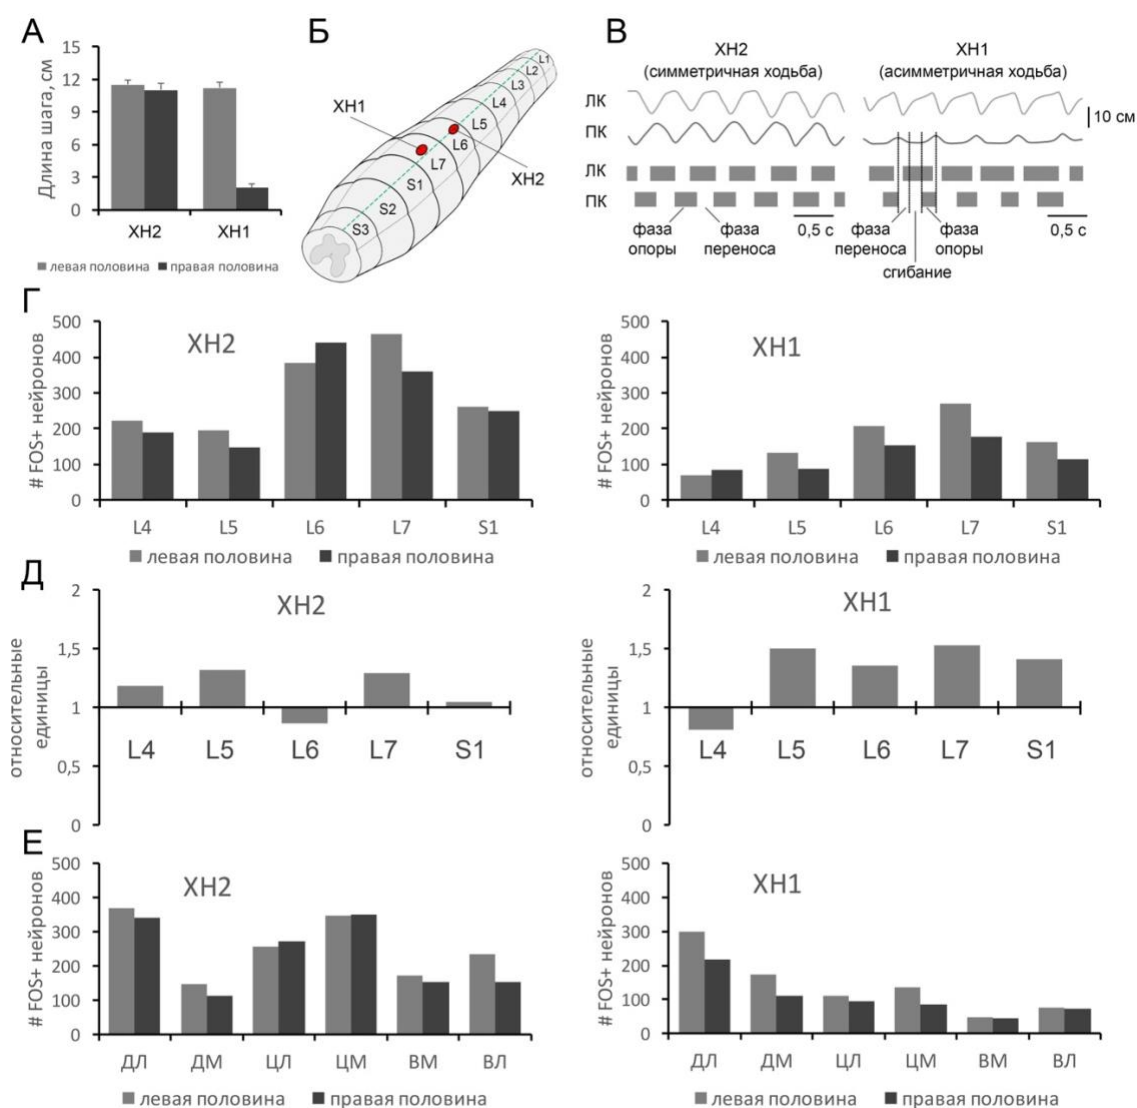 А
Длина шага, см
15
12
9
6
3
0
ХН2
ХН1
левая половина
правая половина
Б
L1
L2
L3
L4
L5
L6
L7
S1
S2
S3
ХН1
ХН2
В
ХН2
(симметричная ходьба)
ХН1
(асимметричная ходьба)
ЛК
ПК
ЛК
ПК
10 см
фаза опоры
фаза переноса
0,5 с
фаза переноса
сгибание
фаза опоры
0,5 с
Г
# FOS+ нейронов
500
400
300
200
100
0
ХН2
L4 L5 L6 L7 S1
левая половина правая половина
# FOS+ нейронов
500
400
300
200
100
0
ХН1
L4 L5 L6 L7 S1
левая половина правая половина
Д
относительные единицы
2
1,5
1
0,5
0
ХН2
L4 L5 L6 L7 S1
относительные единицы
2
1,5
1
0,5
0
ХН1
L4 L5 L6 L7 S1
Е
# FOS+ нейронов
500
400
300
200
100
0
ХН2
ДЛ ДМ ЦЛ ЦМ ВМ ВЛ
левая половина правая половина
# FOS+ нейронов
500
400
300
200
100
0
ХН1
ДЛ ДМ ЦЛ ЦМ ВМ ВЛ
левая половина правая половина